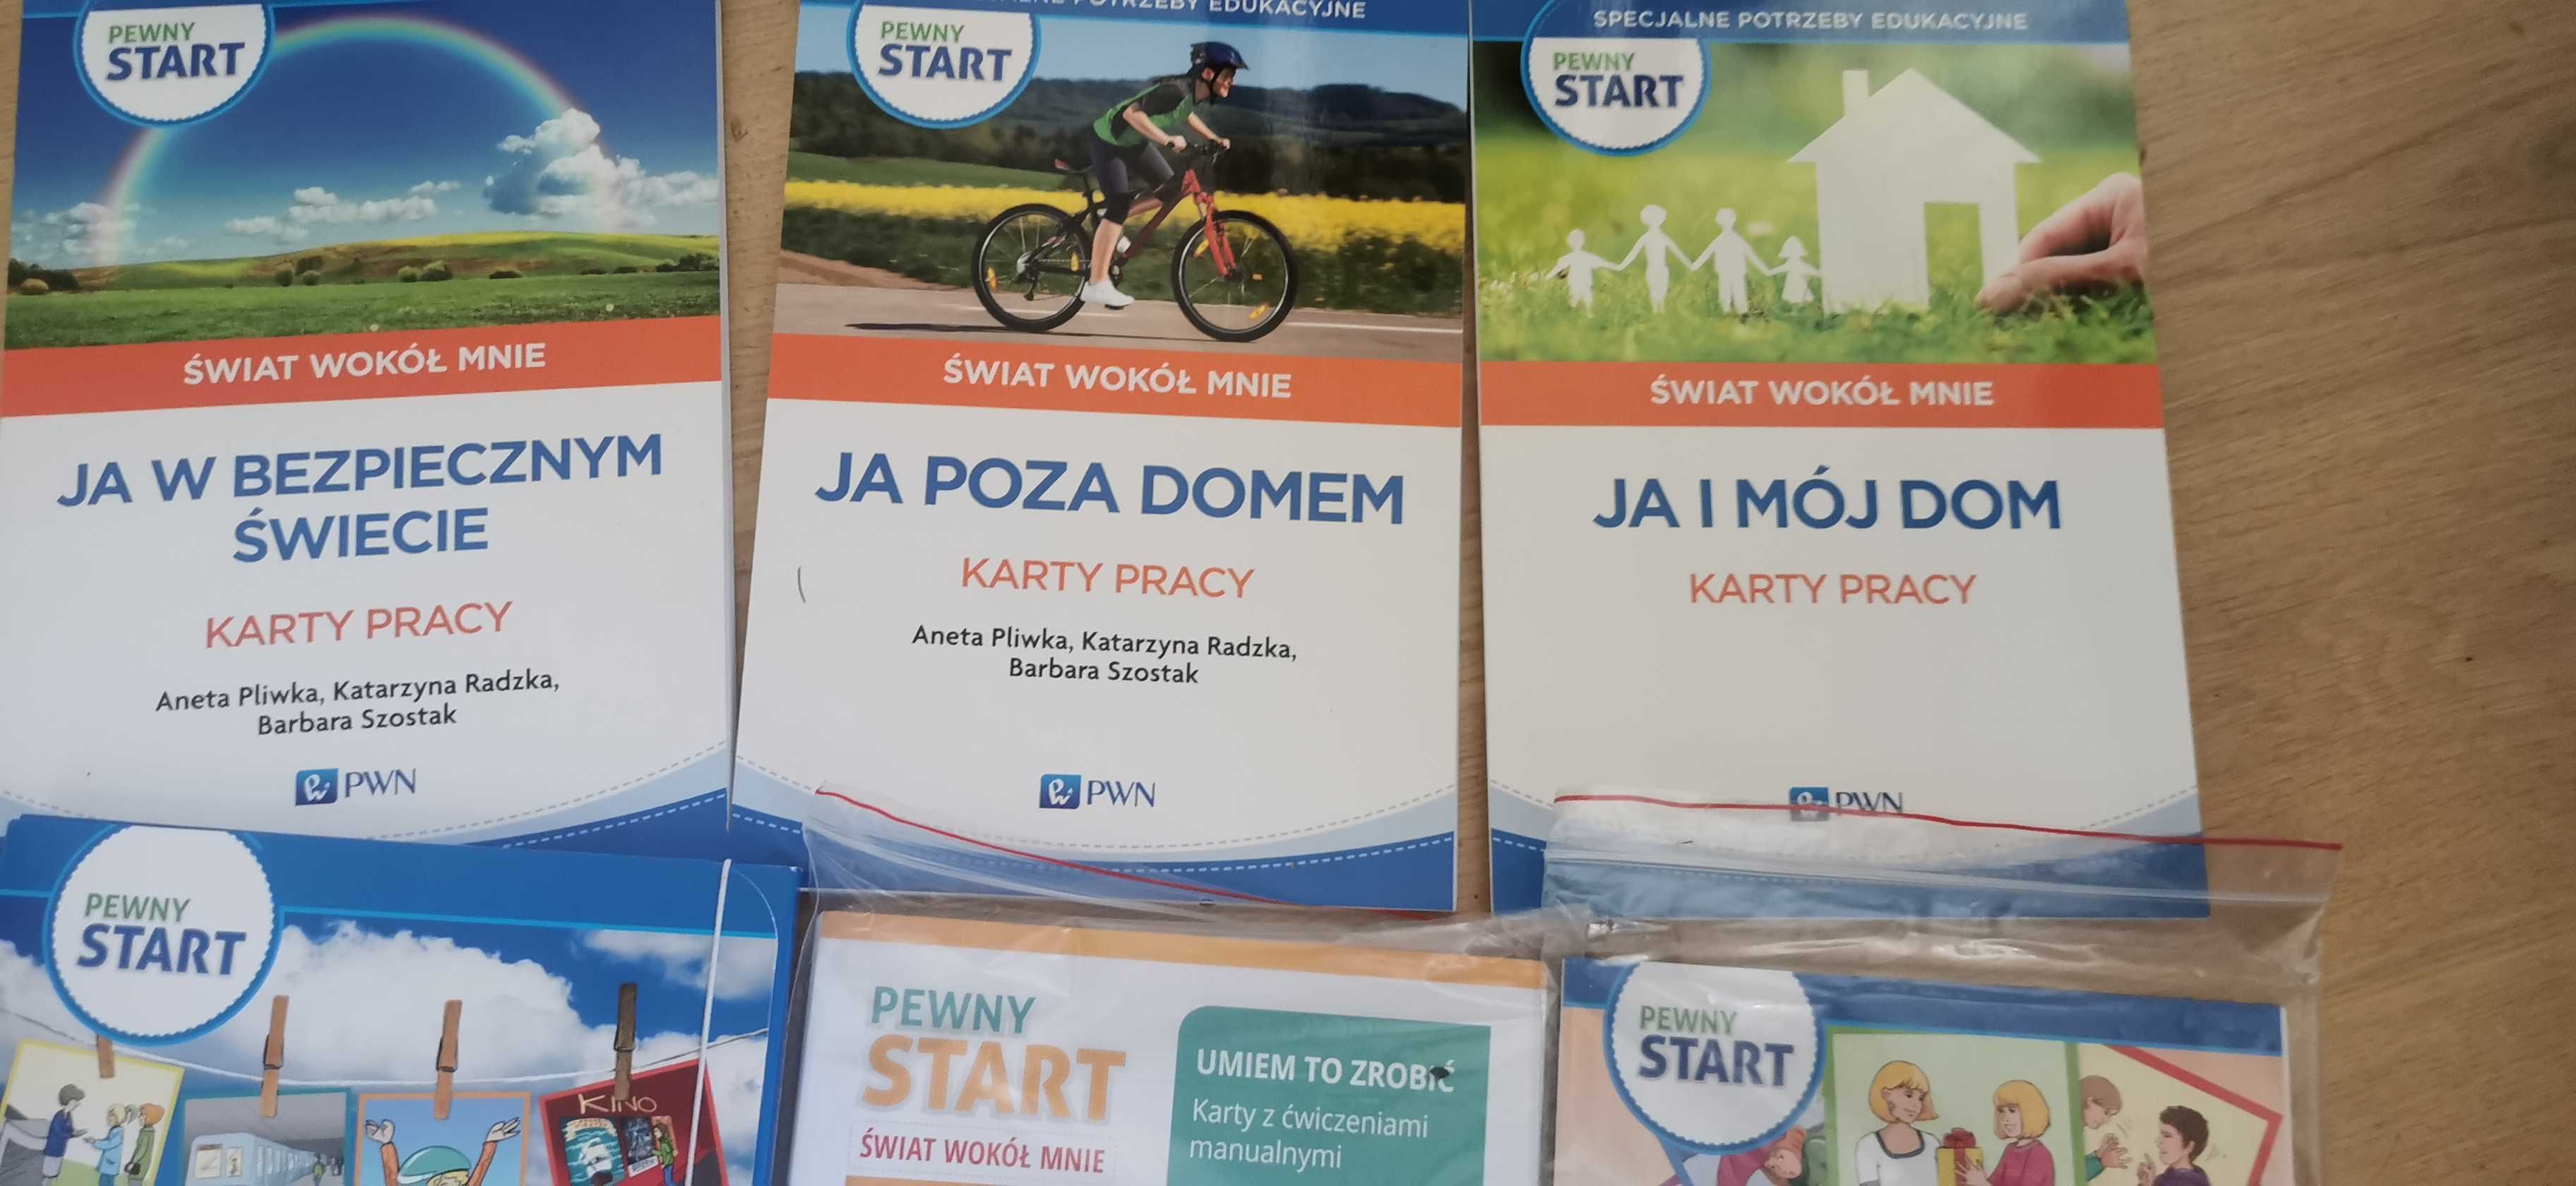 PEWNY
START
ŚWIAT WOKÓŁ MNIE
JA W BEZPIECZNYM
ŚWIECIE
KARTY PRACY
Aneta Pliwka, Katarzyna Radzka,
Barbara Szostak
PWN
POTRZEBY EDUKACYJNE
PEWNY
START
ŚWIAT WOKÓŁ MNIE
JA POZA DOMEM
KARTY PRACY
Aneta Pliwka, Katarzyna Radzka,
Barbara Szostak
PWN
SPECJALNE POTRZEBY EDUKACYJNE
PEWNY
START
ŚWIAT WOKÓŁ MNIE
JA I MÓJ DOM
KARTY PRACY
PWN
PEWNY
START
KINO
PEWNY
START
ŚWIAT WOKÓŁ MNIE
UMIEM TO ZROBIĆ
Karty z ćwiczeniami
manualnymi
PEWNY
START